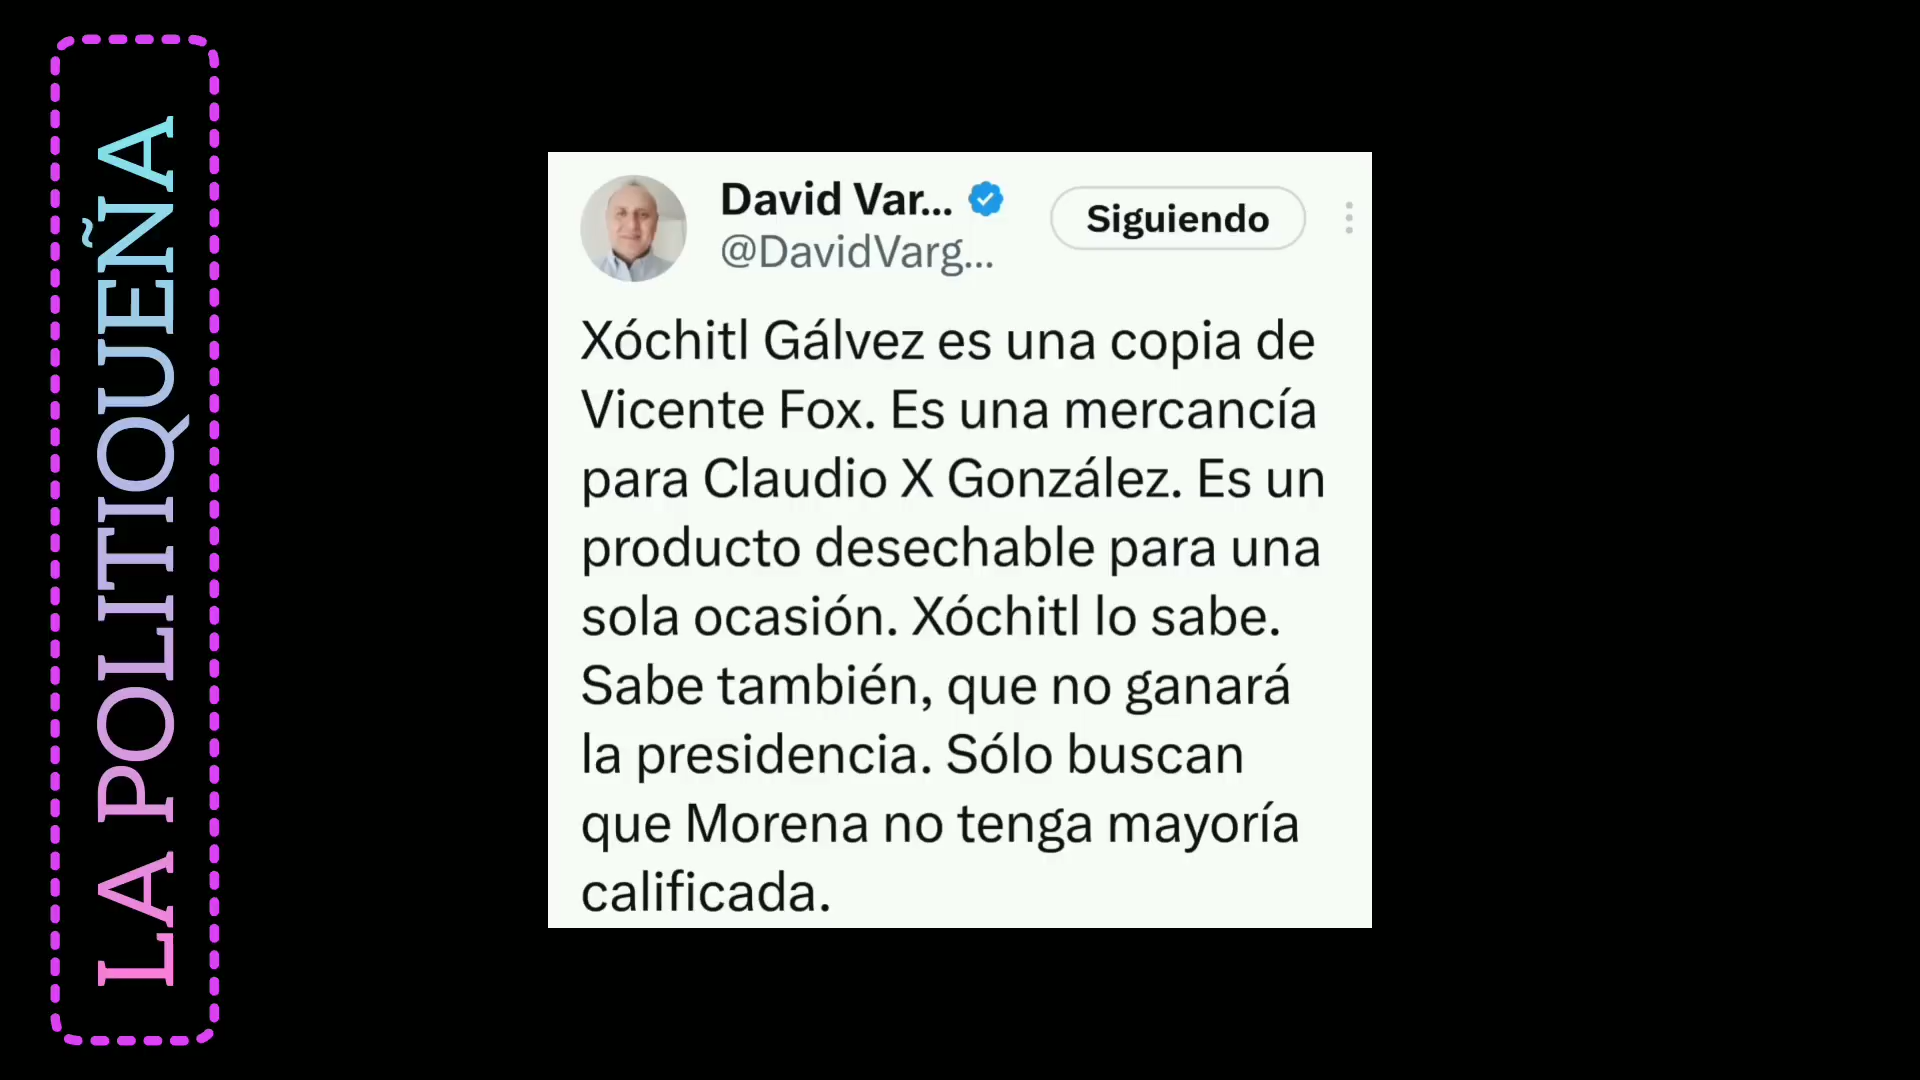 LA POLITIQUEÑA
David Var...
@DavidVarg...
Siguiendo
Xóchitl Gálvez es una copia de
Vicente Fox. Es una mercancía
para Claudio X González. Es un
producto desechable para una
sola ocasión. Xóchitl lo sabe.
Sabe también, que no ganará
la presidencia. Sólo buscan
que Morena no tenga mayoría
calificada.